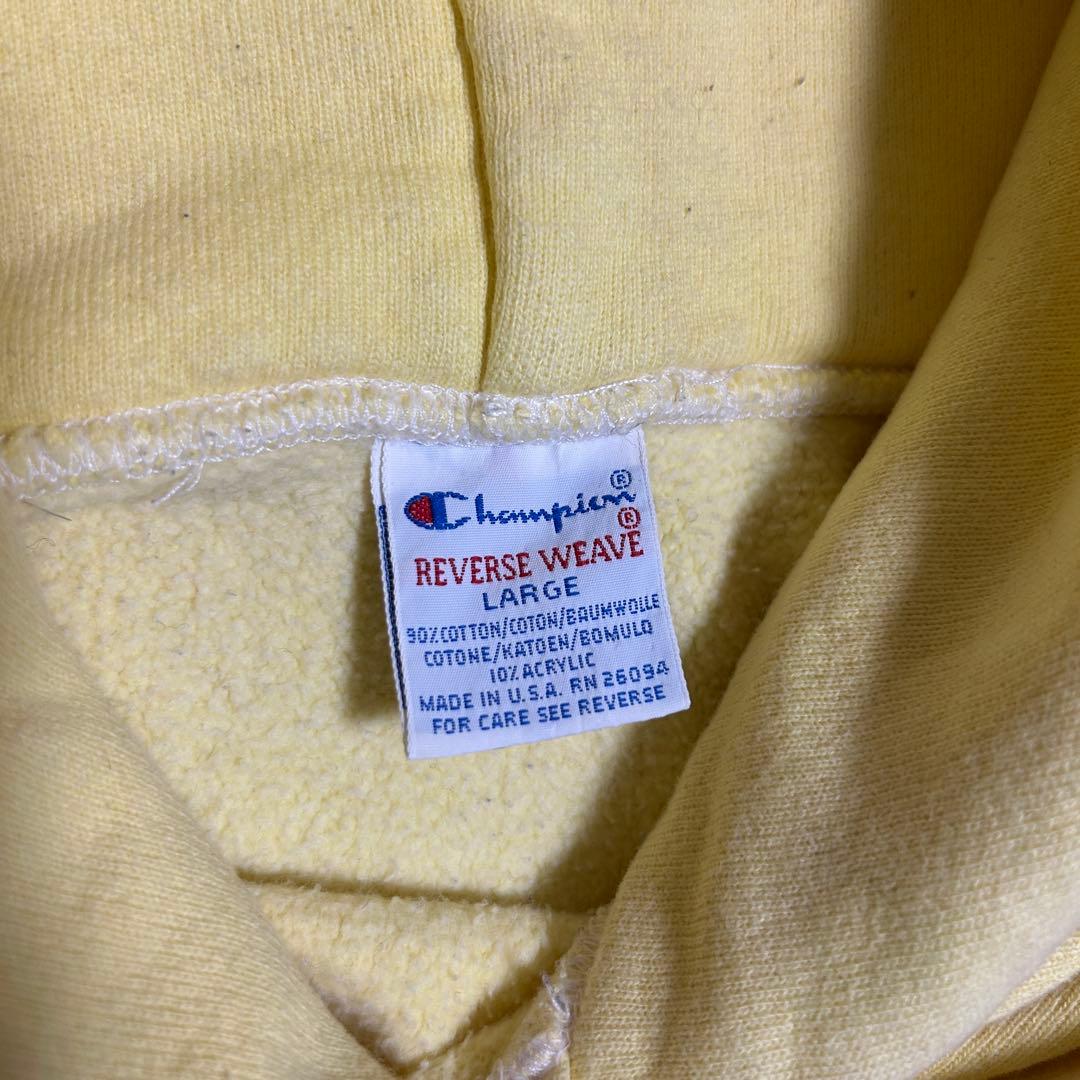 Champion®
REVERSE WEAVE®
LARGE
90%COTTON/COTON/BAUMWOLLE
COTONE/KATOEN/BOMULD
10%ACRYLIC
MADE IN U.S.A. RN 26094
FOR CARE SEE REVERSE